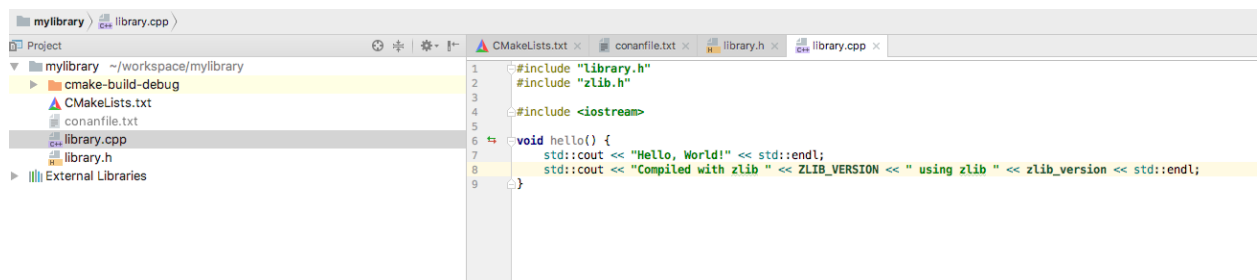 mylibrary library.cpp
Project
mylibrary ~/workspace/mylibrary
cmake-build-debug
CMakeLists.txt
conanfile.txt
library.cpp
library.h
External Libraries
CMakeLists.txt conanfile.txt library.h library.cpp
1 #include "library.h"
2 #include "zlib.h"
3
4 #include <iostream>
5
6 void hello() {
7 std::cout << "Hello, World!" << std::endl;
8 std::cout << "Compiled with zlib " << ZLIB_VERSION << " using zlib " << zlib_version << std::endl;
9 }